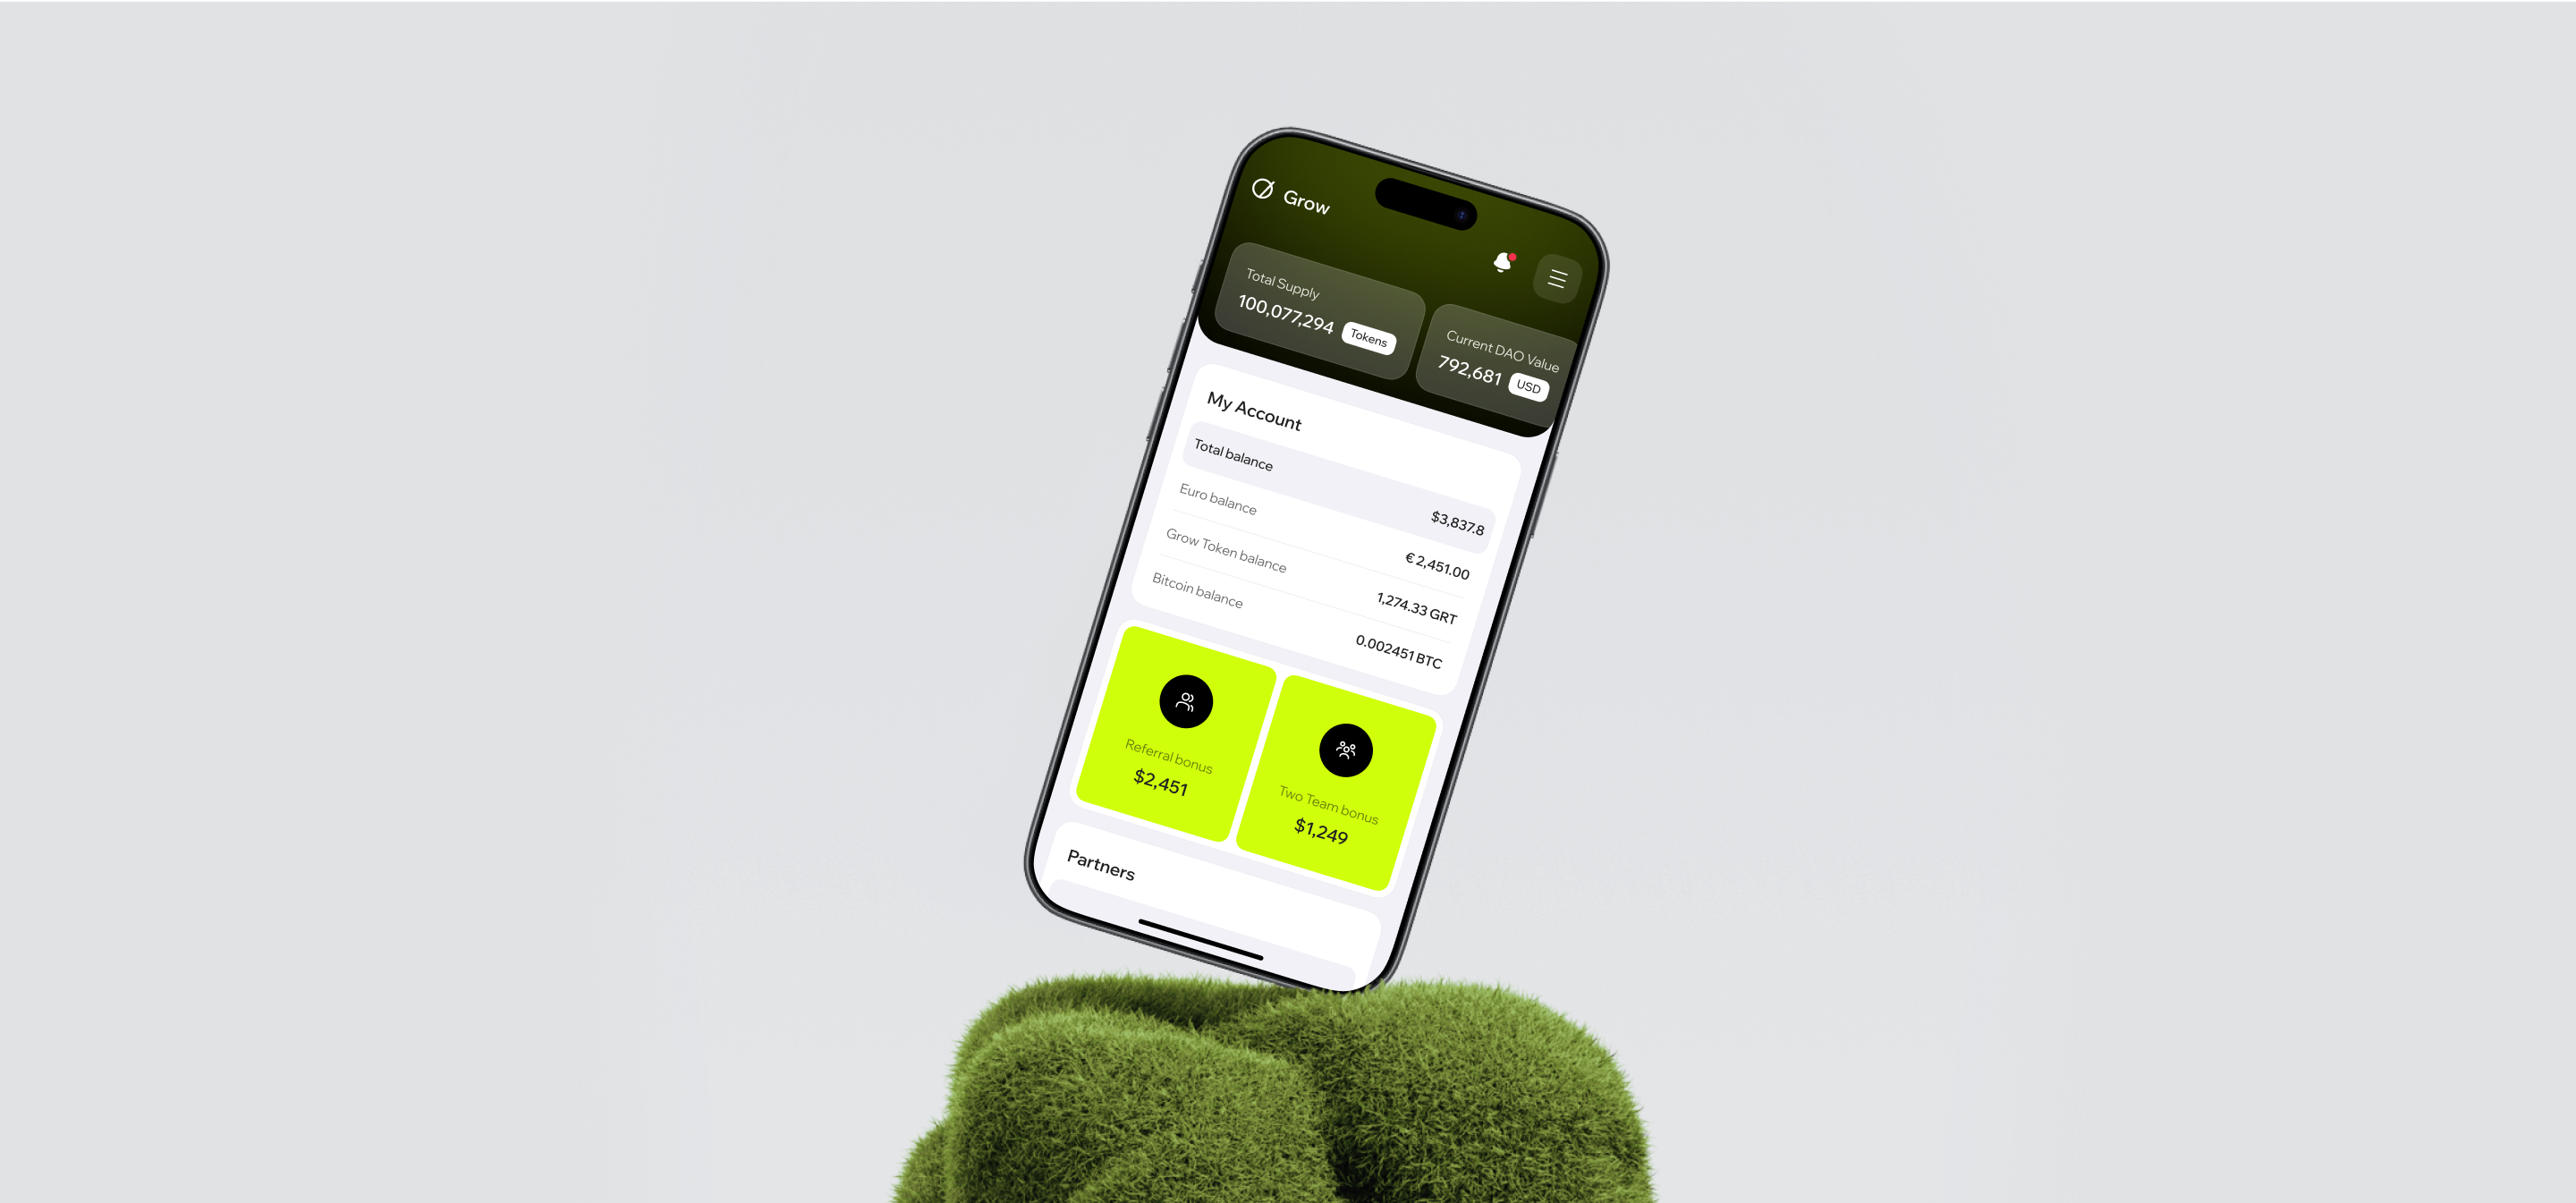 Grow
Total Supply
100,077,294 Tokens
Current DAO Value
792,681 USD
My Account
Total balance $3,837.8
Euro balance € 2,451.00
Grow Token balance 1,274.33 GRT
Bitcoin balance 0.002451 BTC
Referral bonus
$2,451
Two Team bonus
$1,249
Partners